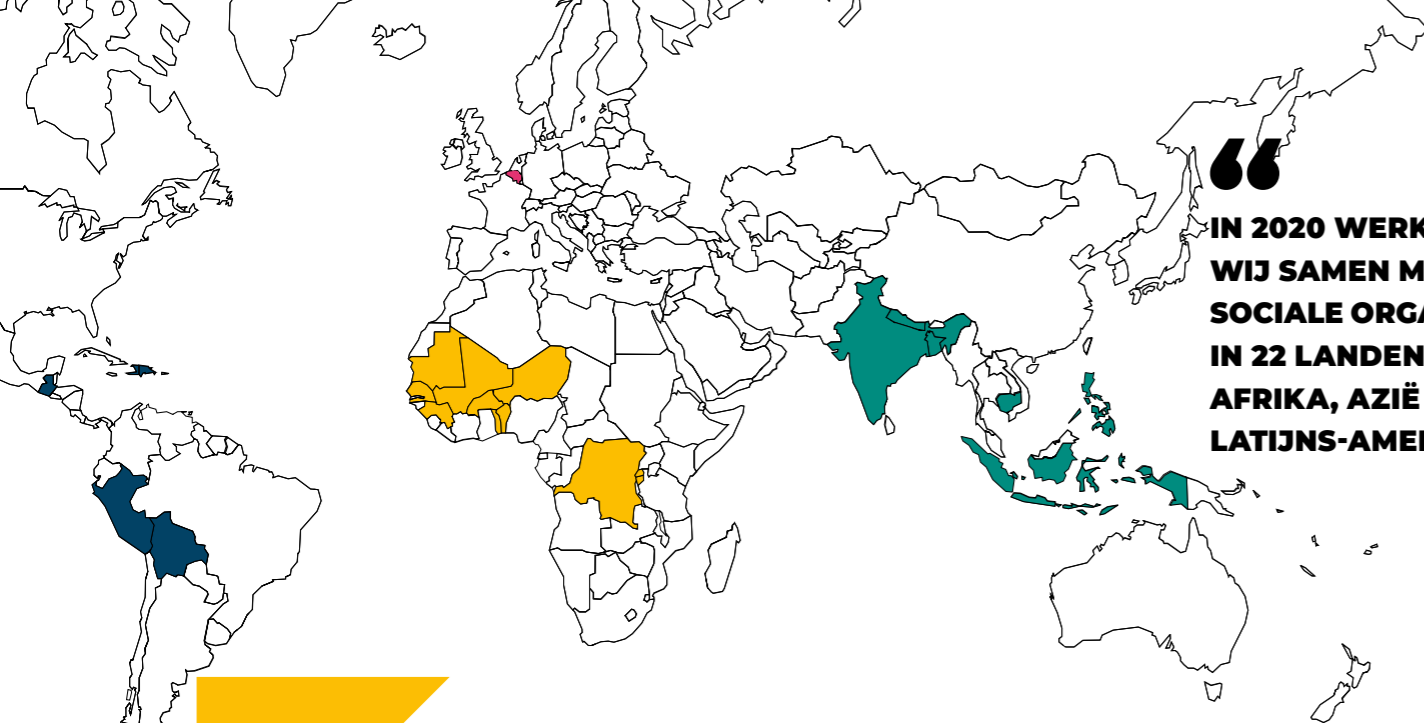 “
IN 2020 WERK
WIJ SAMEN M
SOCIALE ORGA
IN 22 LANDEN
AFRIKA, AZIË
LATIJNS-AMER